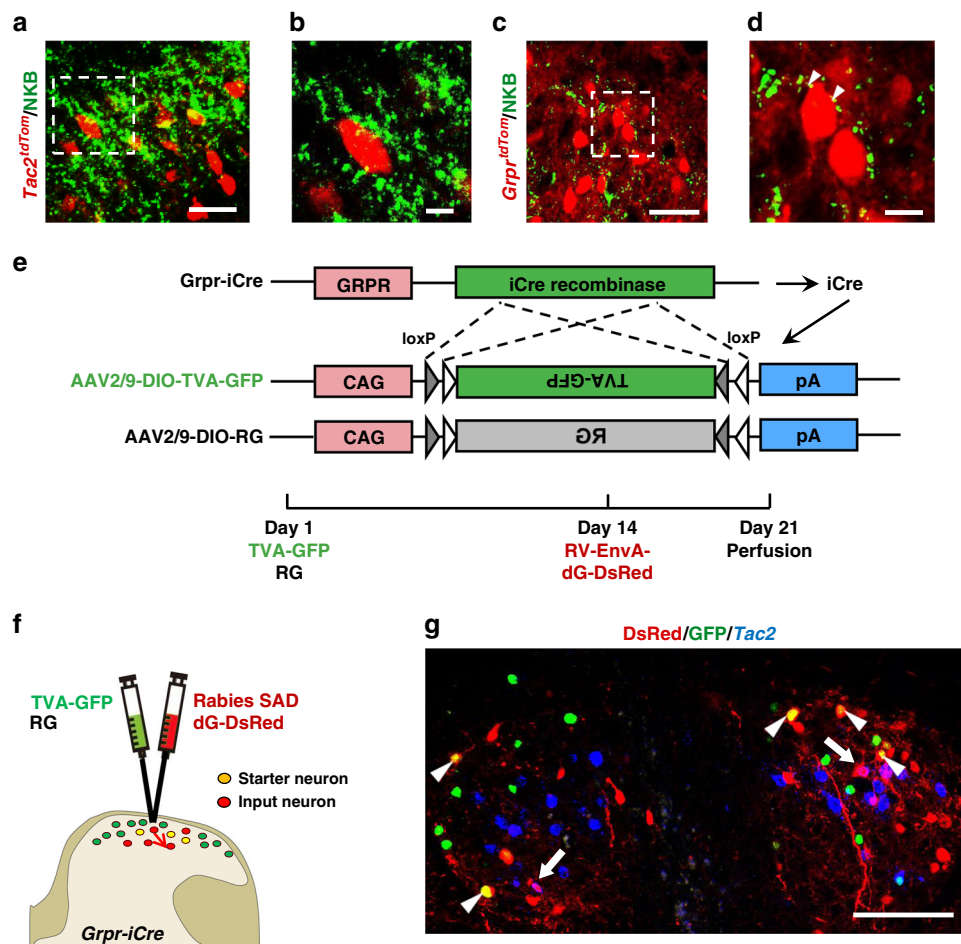 a
b
c
d
Tac2tdTom/NKB
GrprtdTom/NKB
e
Grpr-iCre
GRPR
iCre recombinase
iCre
loxP
loxP
AAV2/9-DIO-TVA-GFP
CAG
TVA-GFP
pA
AAV2/9-DIO-RG
CAG
RG
pA
Day 1
TVA-GFP
RG
Day 14
RV-EnvA-
dG-DsRed
Day 21
Perfusion
f
TVA-GFP
RG
Rabies SAD
dG-DsRed
Starter neuron
Input neuron
Grpr-iCre
g
DsRed/GFP/Tac2